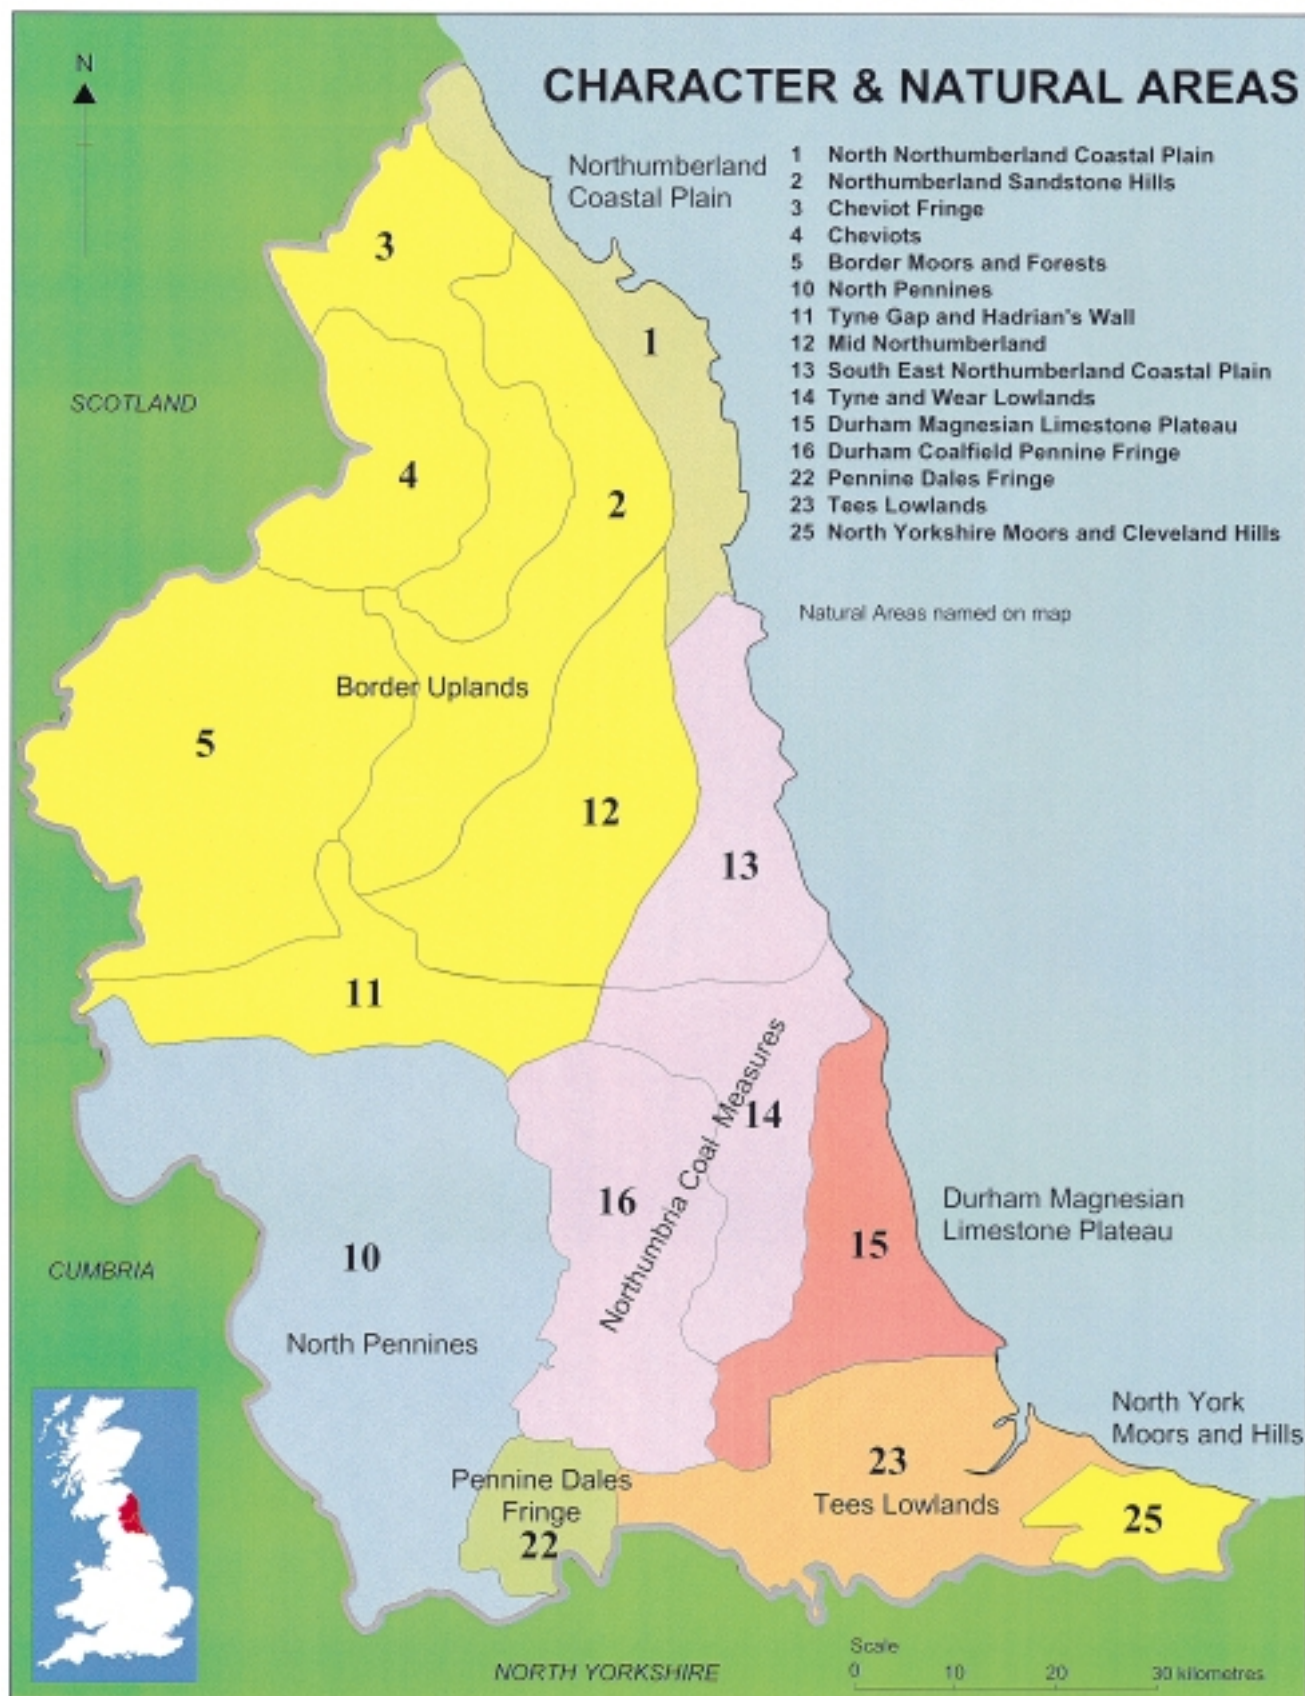 CHARACTER & NATURAL AREAS
N
Northumberland
Coastal Plain
1 North Northumberland Coastal Plain
2 Northumberland Sandstone Hills
3 Cheviot Fringe
4 Cheviots
5 Border Moors and Forests
10 North Pennines
11 Tyne Gap and Hadrian's Wall
12 Mid Northumberland
13 South East Northumberland Coastal Plain
14 Tyne and Wear Lowlands
15 Durham Magnesian Limestone Plateau
16 Durham Coalfield Pennine Fringe
22 Pennine Dales Fringe
23 Tees Lowlands
25 North Yorkshire Moors and Cleveland Hills
Natural Areas named on map
3
1
SCOTLAND
4
2
Border Uplands
5
12
13
11
Northumbria Coal Measures
14
16
10
15
Durham Magnesian
Limestone Plateau
CUMBRIA
North Pennines
North York
Moors and Hills
23
Tees Lowlands
Pennine Dales
Fringe
22
25
NORTH YORKSHIRE
Scale
0 10 20 30 kilometres